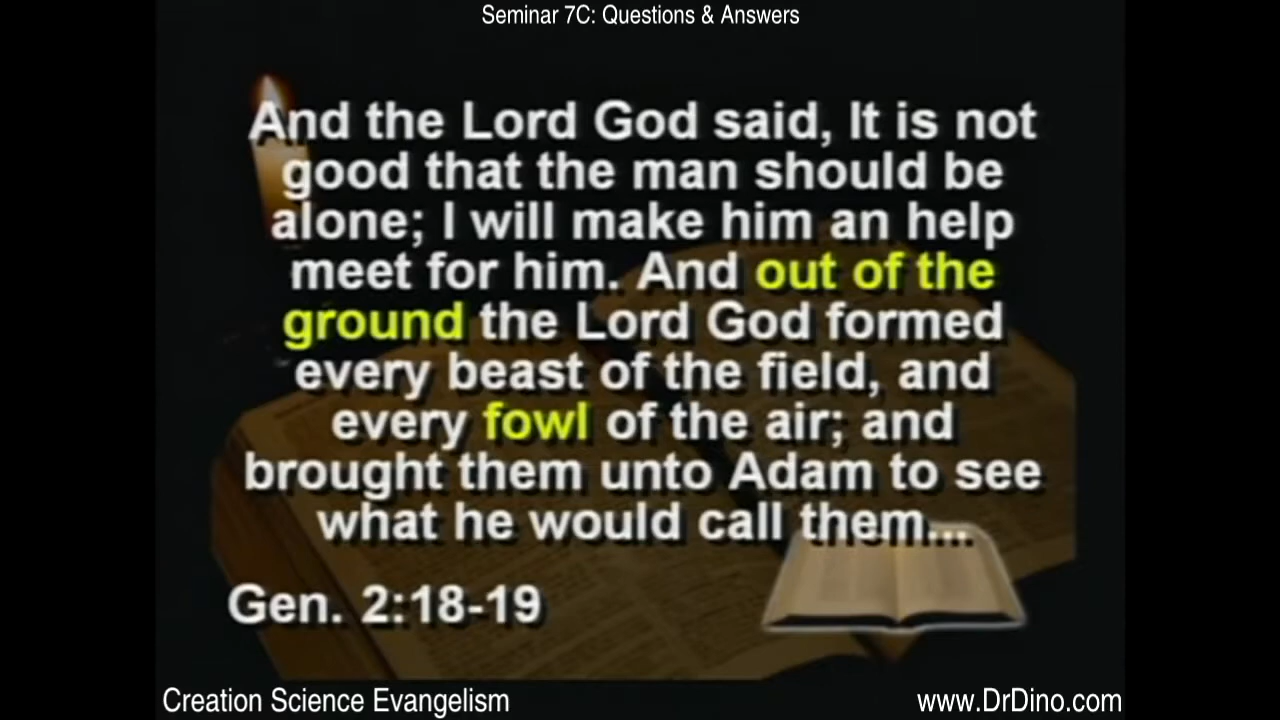 Seminar 7C: Questions & Answers
And the Lord God said, It is not
good that the man should be
alone; I will make him an help
meet for him. And out of the
ground the Lord God formed
every beast of the field, and
every fowl of the air; and
brought them unto Adam to see
what he would call them...
Gen. 2:18-19
Creation Science Evangelism
www.DrDino.com